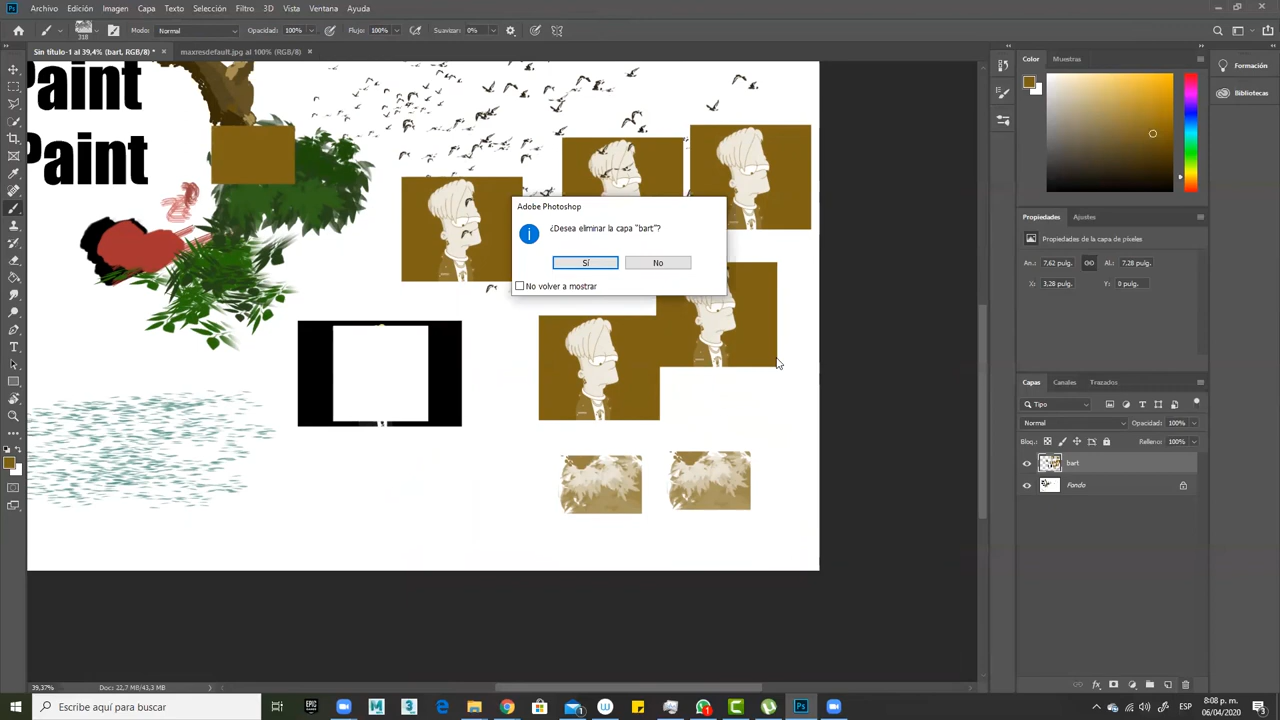 Ps Archivo Edición Imagen Capa Texto Selección Filtro 3D Vista Ventana Ayuda
318 Modo: Normal Opacidad: 100% Flujo: 100% Suavizar: 0%
Sin título-1 al 39,4% (bart, RGB/8) * × maxresdefault.jpg al 100% (RGB/8) ×
Paint
Paint
Color Muestras
Formación
Bibliotecas
Adobe Photoshop
¿Desea eliminar la capa "bart"?
Sí No
No volver a mostrar
Propiedades Ajustes
Propiedades de la capa de píxeles
An.: 7,62 pulg. Al.: 7,28 pulg.
X: 3,28 pulg. Y: 0 pulg.
Capas Canales Trazados
Tipo
Normal Opacidad: 100%
Bloq.: Relleno: 100%
bart
Fondo
39,37% Doc: 22,7 MB/43,3 MB
Escribe aquí para buscar
ESP
8:08 p. m.
06/04/2020